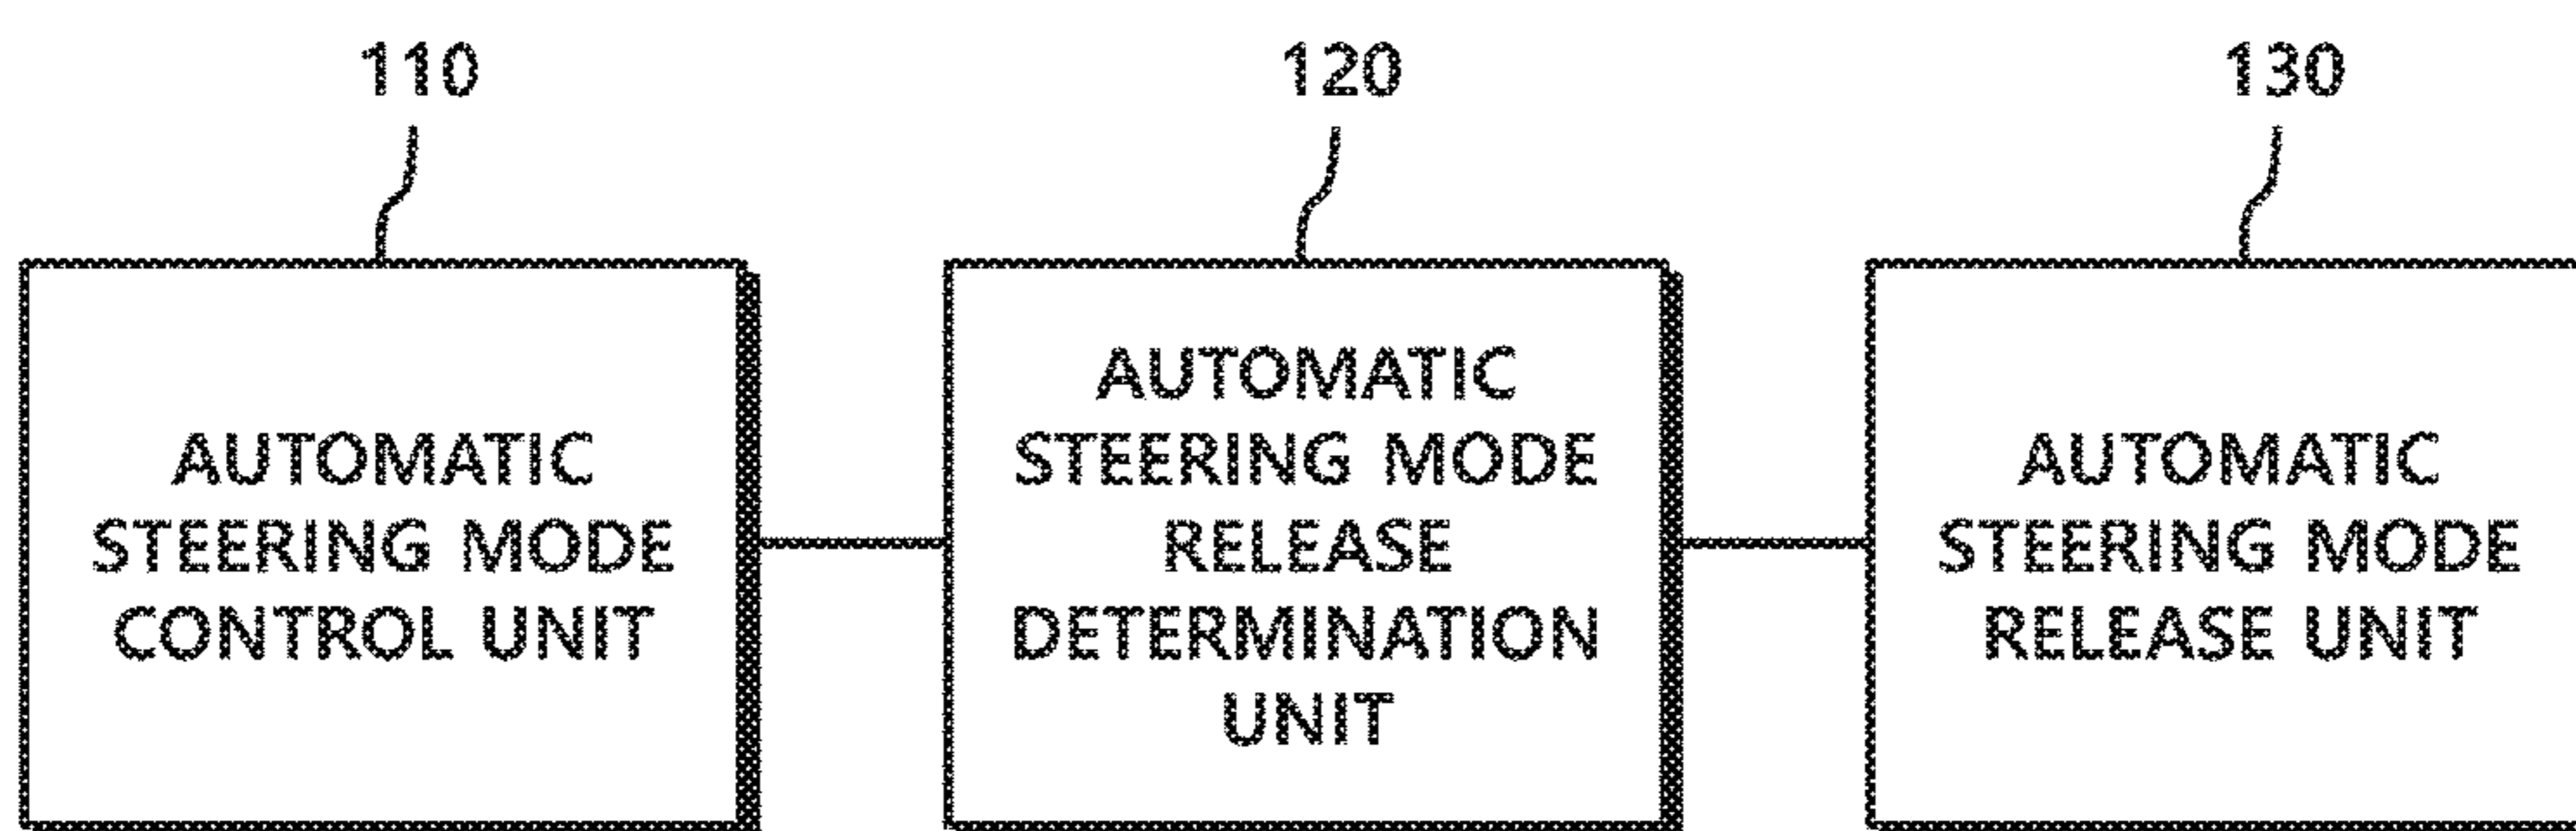 110
120
130
AUTOMATIC
STEERING MODE
CONTROL UNIT
AUTOMATIC
STEERING MODE
RELEASE
DETERMINATION
UNIT
AUTOMATIC
STEERING MODE
RELEASE UNIT